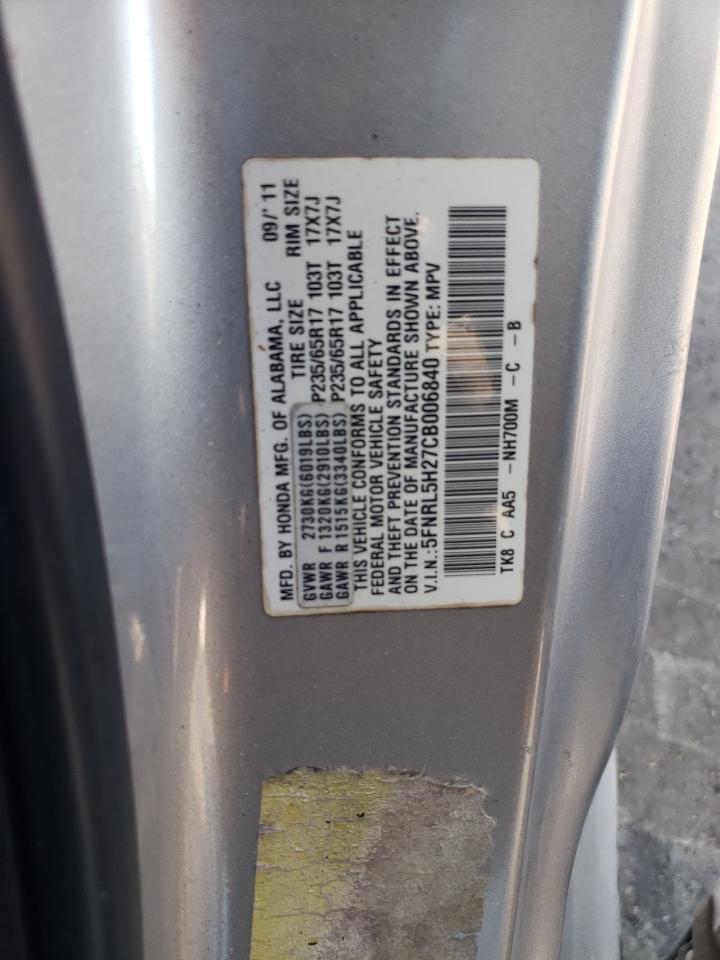 MFD. BY HONDA MFG. OF ALABAMA, LLC 09/'11
TIRE SIZE RIM SIZE
GVWR 2730KG(6019LBS)
GAWR F 1320KG(2910LBS) P235/65R17 103T 17X7J
GAWR R 1515KG(3340LBS) P235/65R17 103T 17X7J
THIS VEHICLE CONFORMS TO ALL APPLICABLE
FEDERAL MOTOR VEHICLE SAFETY
AND THEFT PREVENTION STANDARDS IN EFFECT
ON THE DATE OF MANUFACTURE SHOWN ABOVE.
V.I.N.:5FNRL5H27CB006840 TYPE: MPV
TK8 C AA5 -NH700M -C -B